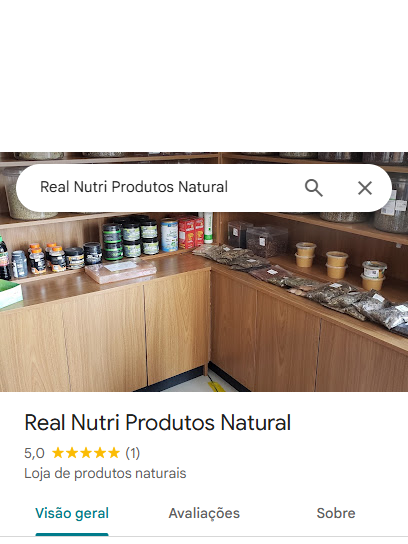 Real Nutri Produtos Natural
Real Nutri Produtos Natural
5,0 ★★★★★ (1)
Loja de produtos naturais
Visão geral
Avaliações
Sobre